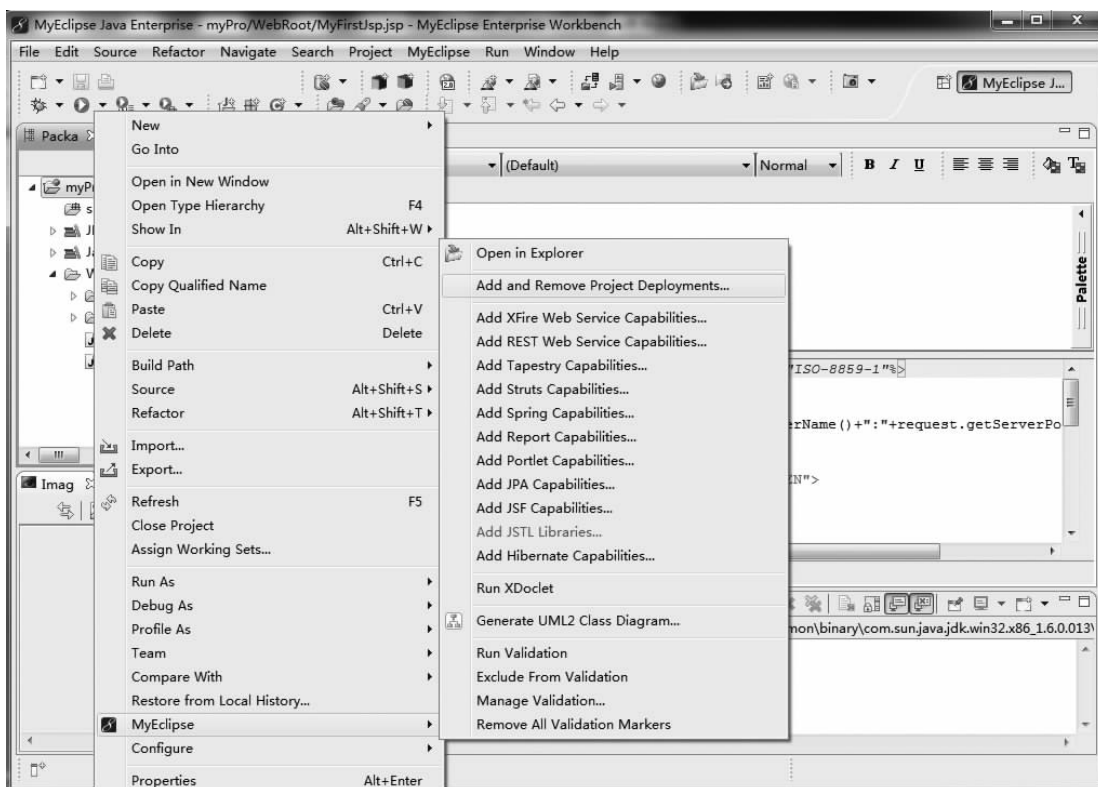 MyEclipse Java Enterprise - myPro/WebRoot/MyFirstJsp.jsp - MyEclipse Enterprise Workbench
File Edit Source Refactor Navigate Search Project MyEclipse Run Window Help
MyEclipse J...
Packa
(Default)
Normal
B I U
myP
Palette
New
Go Into
Open in New Window
Open Type Hierarchy F4
Show In Alt+Shift+W
Copy Ctrl+C
Copy Qualified Name
Paste Ctrl+V
Delete Delete
Build Path
Source Alt+Shift+S
Refactor Alt+Shift+T
Import...
Export...
Refresh F5
Close Project
Assign Working Sets...
Run As
Debug As
Profile As
Team
Compare With
Restore from Local History...
MyEclipse
Configure
Properties Alt+Enter
Open in Explorer
Add and Remove Project Deployments...
Add XFire Web Service Capabilities...
Add REST Web Service Capabilities...
Add Tapestry Capabilities...
Add Struts Capabilities...
Add Spring Capabilities...
Add Report Capabilities...
Add Portlet Capabilities...
Add JPA Capabilities...
Add JSF Capabilities...
Add JSTL Libraries...
Add Hibernate Capabilities...
Run XDoclet
Generate UML2 Class Diagram...
Run Validation
Exclude From Validation
Manage Validation...
Remove All Validation Markers
"ISO-8859-1"%>
erName()+":"+request.getServerPo
EN">
Imag
mon\binary\com.sun.java.jdk.win32.x86_1.6.0.013\